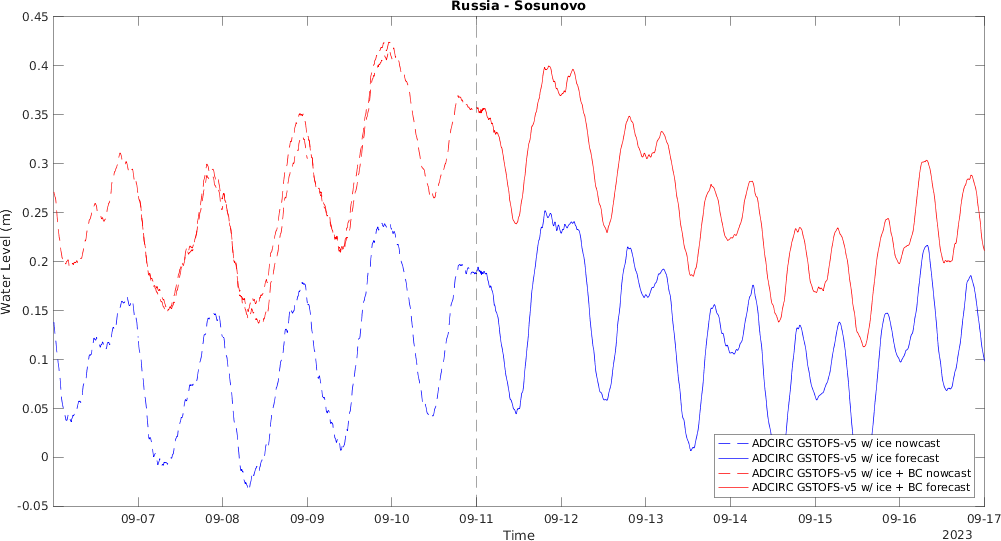 Russia - Sosunovo
0.45
0.4
0.35
0.3
0.25
0.2
0.15
0.1
0.05
0
-0.05
Water Level (m)
ADCIRC GSTOFS-v5 w/ ice nowcast
ADCIRC GSTOFS-v5 w/ ice forecast
ADCIRC GSTOFS-v5 w/ ice + BC nowcast
ADCIRC GSTOFS-v5 w/ ice + BC forecast
09-07 09-08 09-09 09-10 09-11 09-12 09-13 09-14 09-15 09-16 09-17
Time
2023